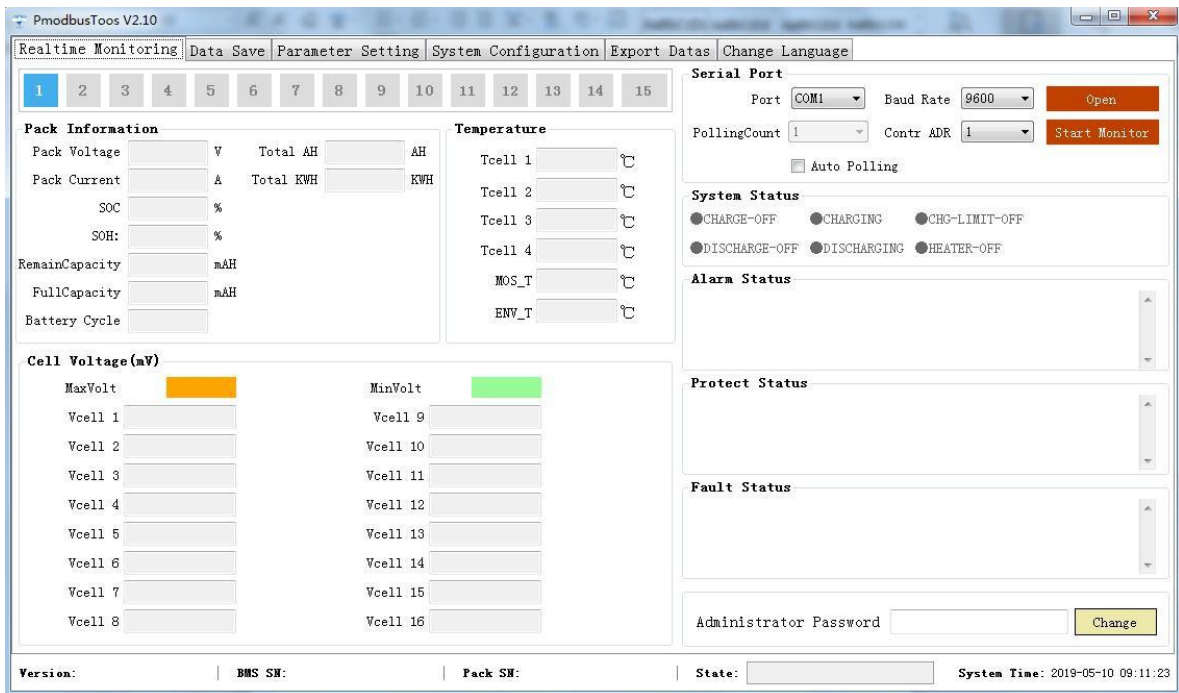 PmodbusToos V2.10
Realtime Monitoring Data Save Parameter Setting System Configuration Export Datas Change Language
1 2 3 4 5 6 7 8 9 10 11 12 13 14 15
Pack Information
Pack Voltage V Total AH AH
Pack Current A Total KWH KWH
SOC %
SOH: %
RemainCapacity mAH
FullCapacity mAH
Battery Cycle
Temperature
Tcell 1 ℃
Tcell 2 ℃
Tcell 3 ℃
Tcell 4 ℃
MOS_T ℃
ENV_T ℃
Cell Voltage(mV)
MaxVolt MinVolt
Vcell 1 Vcell 9
Vcell 2 Vcell 10
Vcell 3 Vcell 11
Vcell 4 Vcell 12
Vcell 5 Vcell 13
Vcell 6 Vcell 14
Vcell 7 Vcell 15
Vcell 8 Vcell 16
Serial Port
Port COM1 Baud Rate 9600 Open
PollingCount 1 Contr ADR 1 Start Monitor
Auto Polling
System Status
CHARGE-OFF CHARGING CHG-LIMIT-OFF
DISCHARGE-OFF DISCHARGING HEATER-OFF
Alarm Status
Protect Status
Fault Status
Administrator Password Change
Version: BMS SN: Pack SN: State: System Time: 2019-05-10 09:11:23